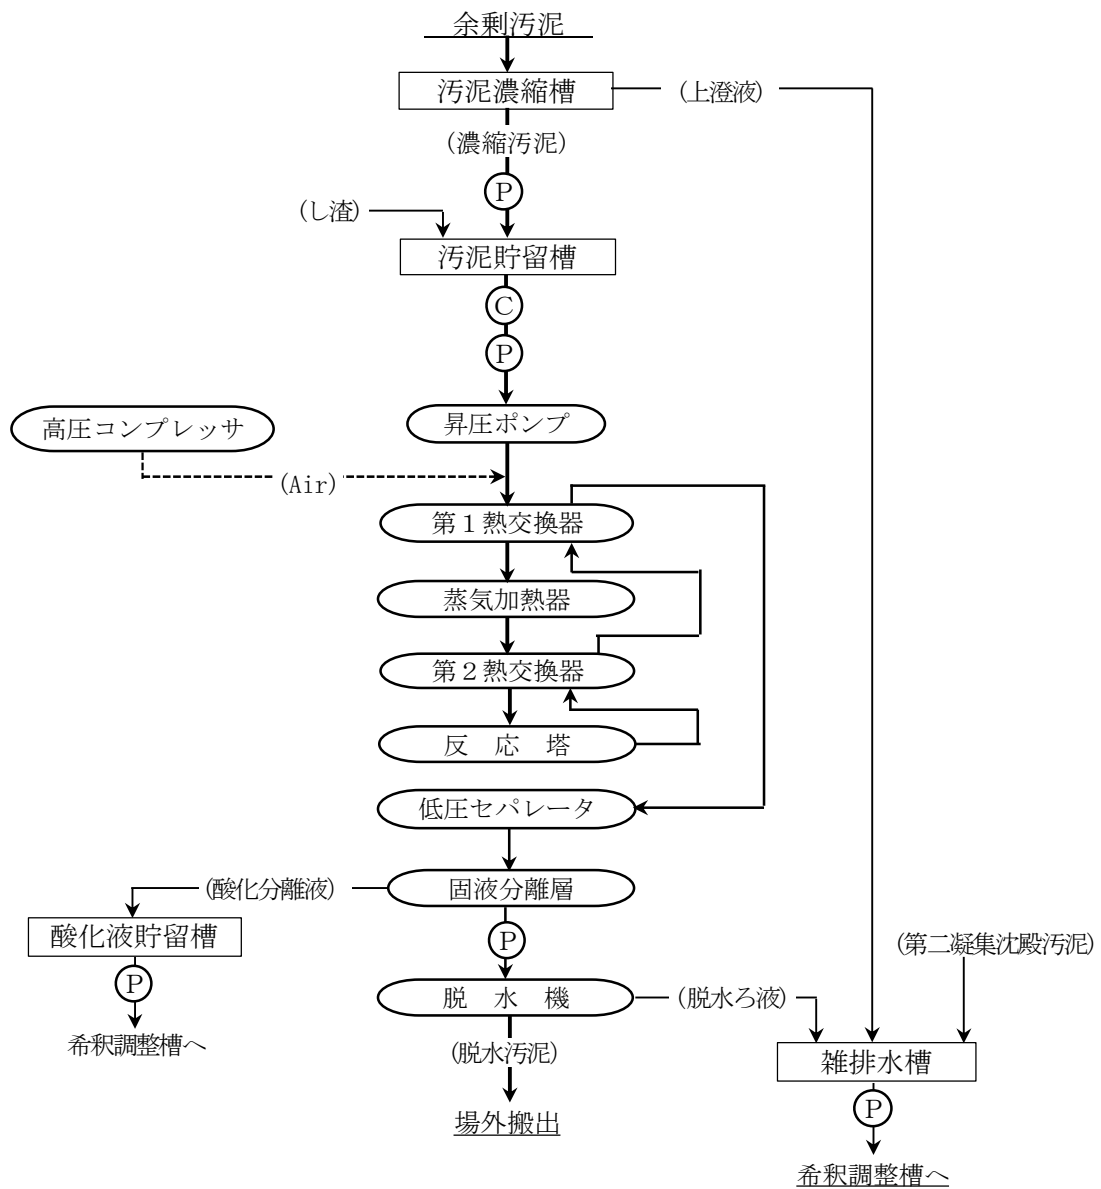 余剰汚泥
汚泥濃縮槽
(上澄液)
(濃縮汚泥)
P
(し渣)
汚泥貯留槽
C
P
高圧コンプレッサ
昇圧ポンプ
(Air)
第１熱交換器
蒸気加熱器
第２熱交換器
反 応 塔
低圧セパレータ
(酸化分離液)
固液分離層
酸化液貯留槽
P
(第二凝集沈殿汚泥)
P
脱 水 機
(脱水ろ液)
希釈調整槽へ
(脱水汚泥)
雑排水槽
P
場外搬出
希釈調整槽へ